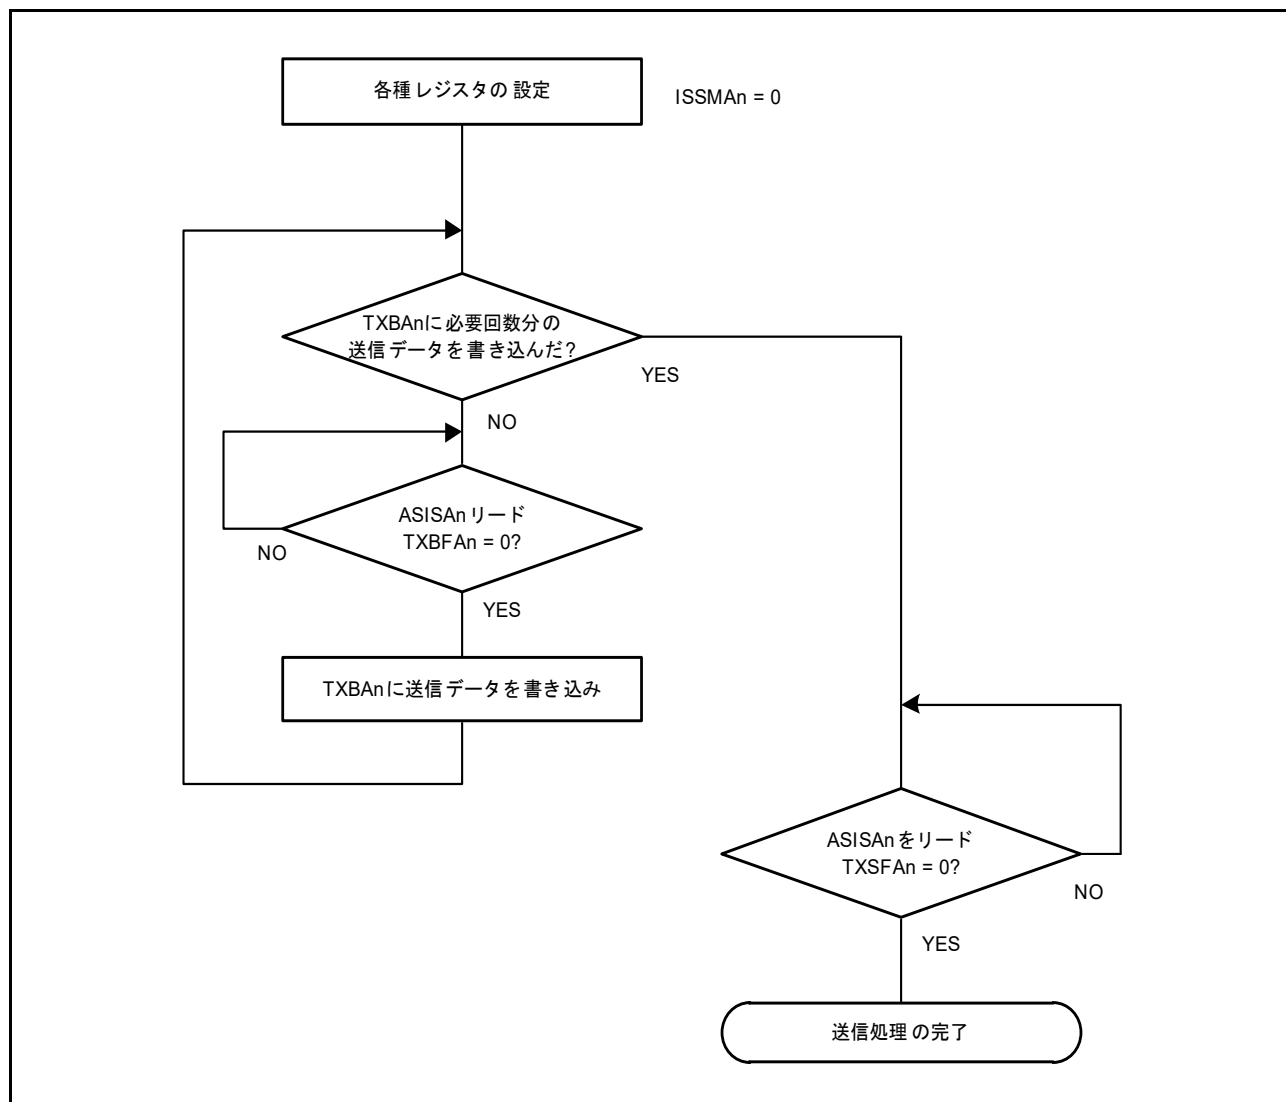 各種レジスタの設定
ISSMAn = 0
TXBAnに必要回数分の
送信データを書き込んだ?
YES
NO
ASISAnリード
TXBFAn = 0?
NO
YES
TXBAnに送信データを書き込み
ASISAnをリード
TXSFAn = 0?
NO
YES
送信処理の完了